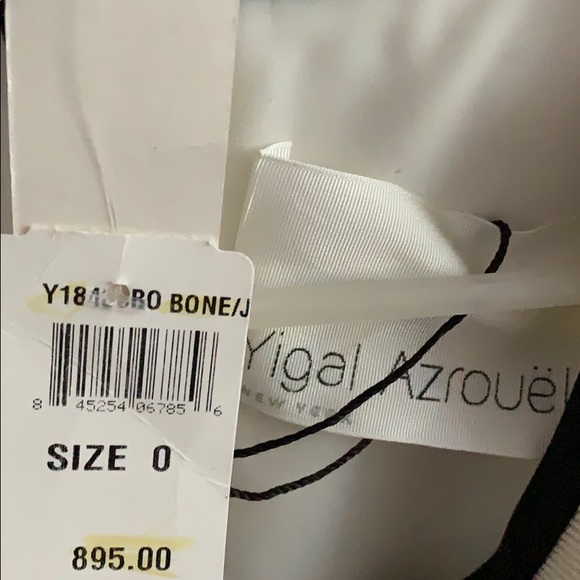 BONE/J
8 45254 06785 6
SIZE 0
895.00
Yigal Azrouël
NEW YORK